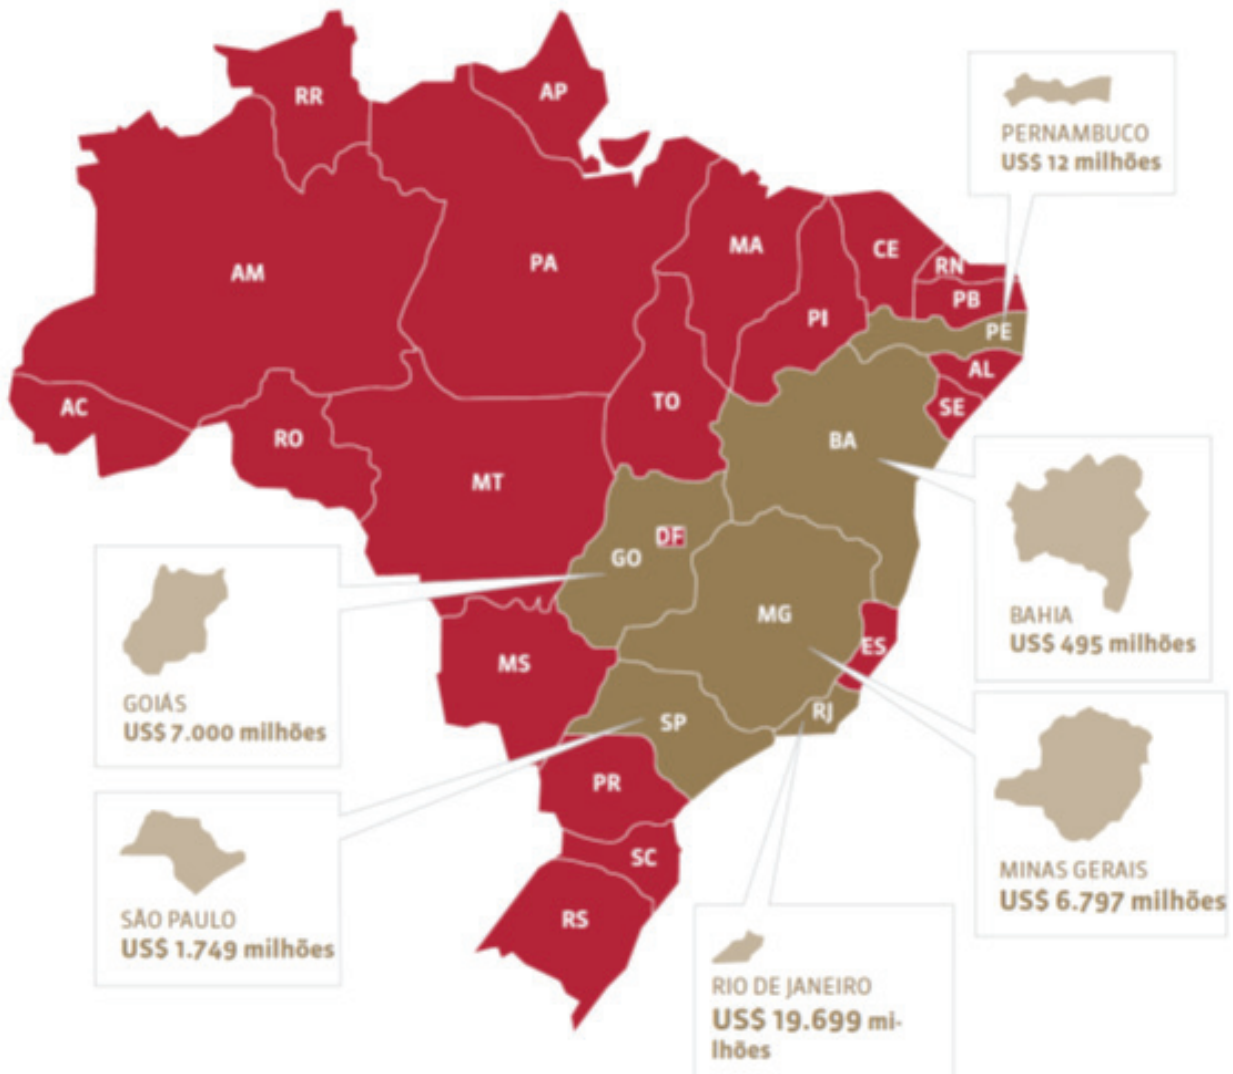 RR
AP
PERNAMBUCO
US$ 12 milhões
AM
PA
MA
CE
RN
PB
PI
PE
AL
AC
RO
TO
SE
MT
BA
GO
DF
MG
ES
MS
SP
RJ
PR
SC
RS
BAHIA
US$ 495 milhões
GOIÁS
US$ 7.000 milhões
MINAS GERAIS
US$ 6.797 milhões
SÃO PAULO
US$ 1.749 milhões
RIO DE JANEIRO
US$ 19.699 mi-
lhões